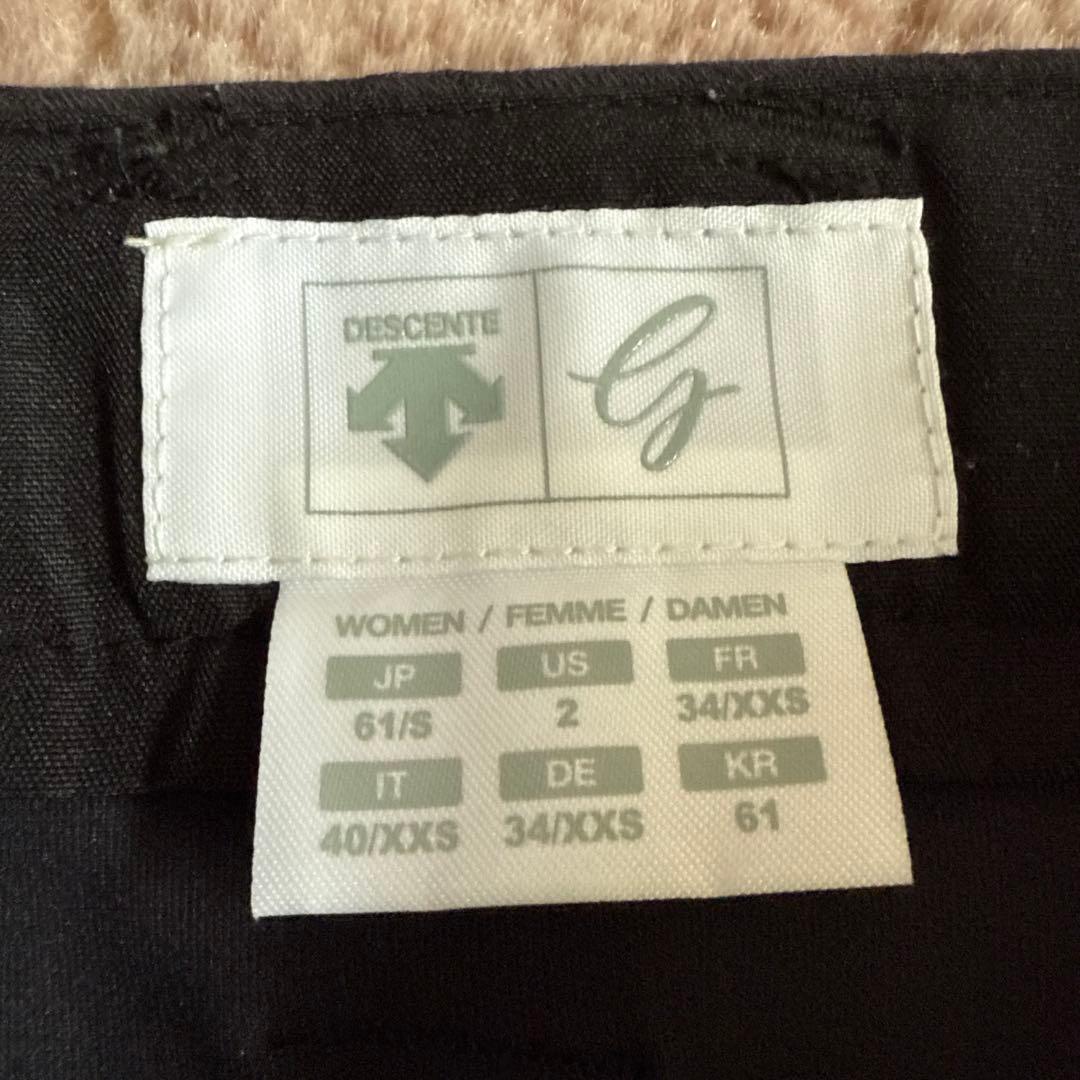 DESCENTE
G
WOMEN / FEMME / DAMEN
JP US FR
61/S 2 34/XXS
IT DE KR
40/XXS 34/XXS 61